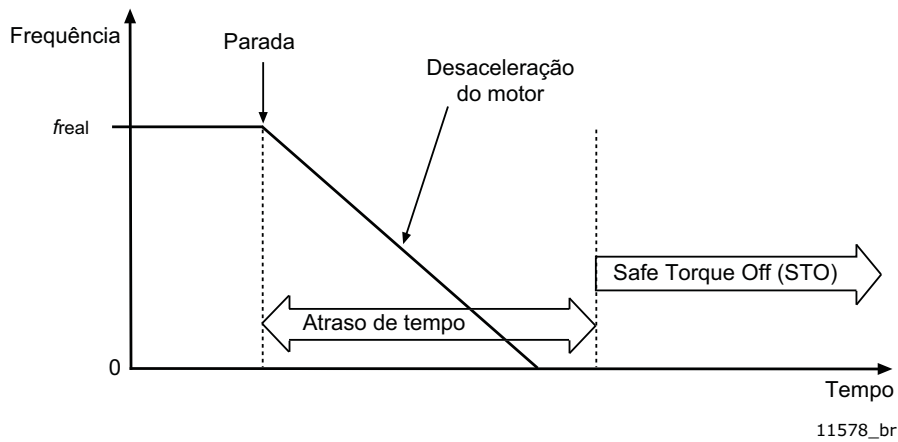 Frequência
Parada
Desaceleração
do motor
freal
Safe Torque Off (STO)
Atraso de tempo
0
Tempo
11578_br